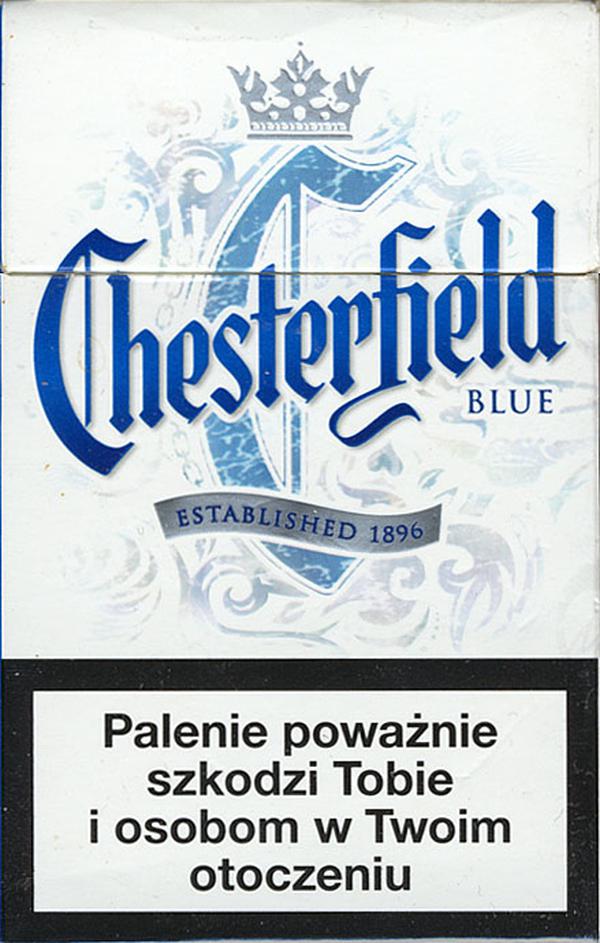 Chesterfield
BLUE
ESTABLISHED 1896
Palenie poważnie
szkodzi Tobie
i osobom w Twoim
otoczeniu